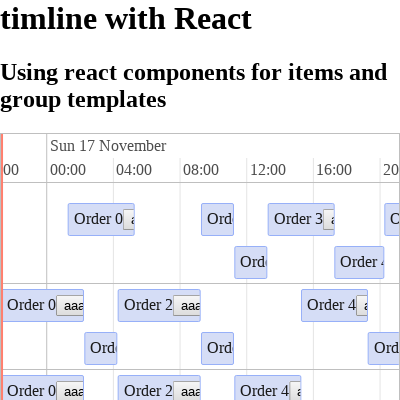 timline with React
Using react components for items and
group templates
Sun 17 November
00 00:00 04:00 08:00 12:00 16:00 20
Order 0 Ord Order 3
Ord Order
Order 0 aaa Order 2 aaa Order 4
Ord Ord Ord
Order 0 aaa Order 2 aaa Order 4